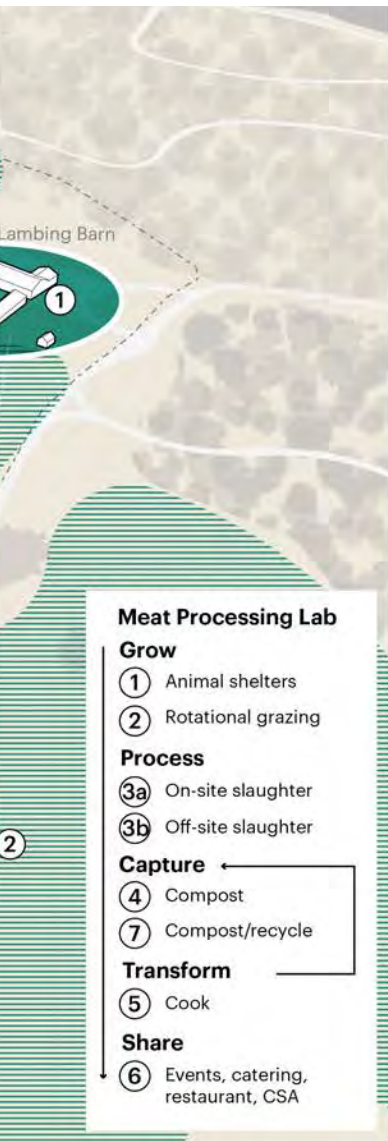 Lambing Barn
1
2
Meat Processing Lab
Grow
1 Animal shelters
2 Rotational grazing
Process
3a On-site slaughter
3b Off-site slaughter
Capture
4 Compost
7 Compost/recycle
Transform
5 Cook
Share
6 Events, catering,
restaurant, CSA